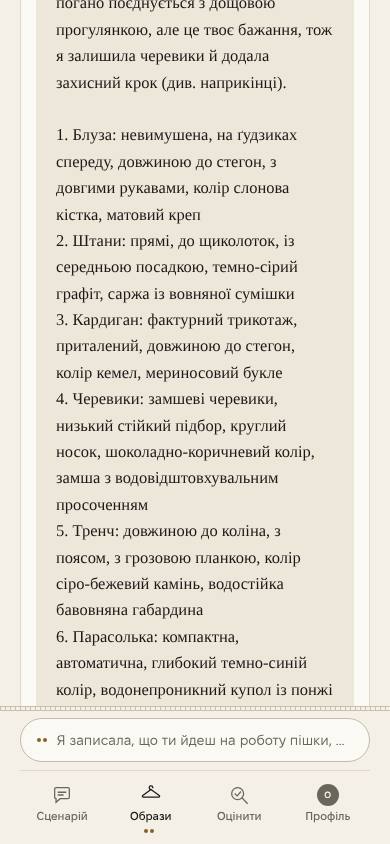 погано поєднується з дощовою
прогулянкою, але це твоє бажання, тож
я залишила черевики й додала
захисний крок (див. наприкінці).
1. Блуза: невимушена, на ґудзиках
спереду, довжиною до стегон, з
довгими рукавами, колір слонова
кістка, матовий креп
2. Штани: прямі, до щиколоток, із
середньою посадкою, темно-сірий
графіт, саржа із вовняної сумішки
3. Кардиган: фактурний трикотаж,
приталений, довжиною до стегон,
колір кемел, мериносовий букле
4. Черевики: замшеві черевики,
низький стійкий підбор, круглий
носок, шоколадно-коричневий колір,
замша з водовідштовхувальним
просоченням
5. Тренч: довжиною до коліна, з
поясом, з грозовою планкою, колір
сіро-бежевий камінь, водостійка
бавовняна габардина
6. Парасолька: компактна,
автоматична, глибокий темно-синій
колір, водонепроникний купол із понжі
Я записала, що ти йдеш на роботу пішки, ...
Сценарій
Образи
Оцінити
О
Профіль